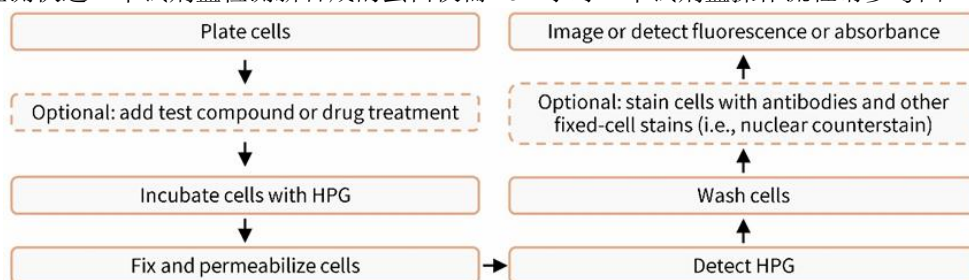 Plate cells
Optional: add test compound or drug treatment
Incubate cells with HPG
Fix and permeabilize cells
Detect HPG
Wash cells
Optional: stain cells with antibodies and other
fixed-cell stains (i.e., nuclear counterstain)
Image or detect fluorescence or absorbance